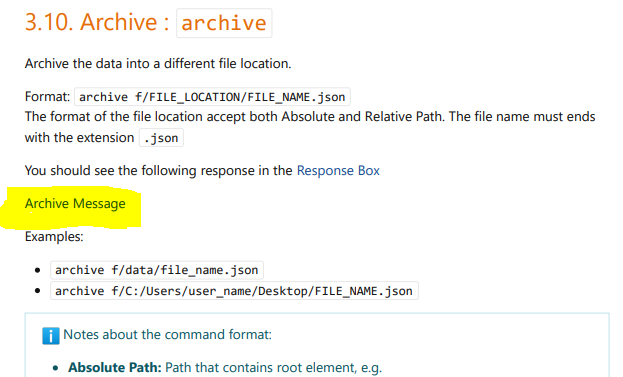 3.10. Archive : archive
Archive the data into a different file location.
Format: archive f/FILE_LOCATION/FILE_NAME.json
The format of the file location accept both Absolute and Relative Path. The file name must ends
with the extension .json
You should see the following response in the Response Box
Archive Message
Examples:
archive f/data/file_name.json
archive f/C:/Users/user_name/Desktop/FILE_NAME.json
i Notes about the command format:
Absolute Path: Path that contains root element, e.g.